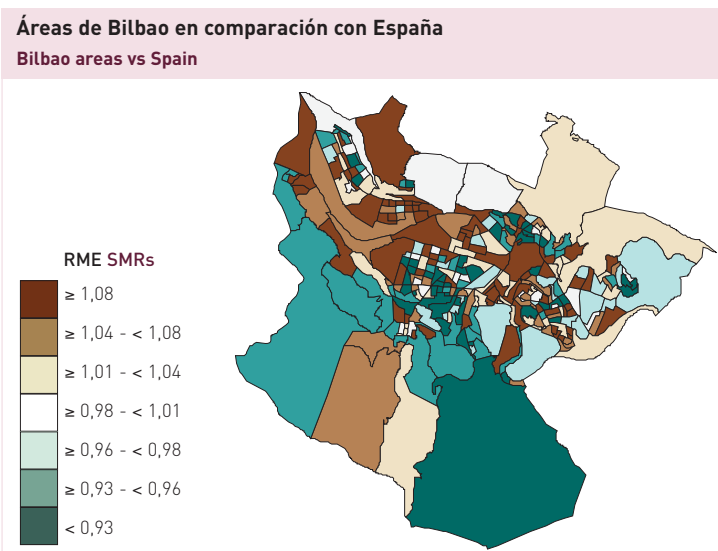 Áreas de Bilbao en comparación con España
Bilbao areas vs Spain
RME SMRs
≥ 1,08
≥ 1,04 - < 1,08
≥ 1,01 - < 1,04
≥ 0,98 - < 1,01
≥ 0,96 - < 0,98
≥ 0,93 - < 0,96
< 0,93